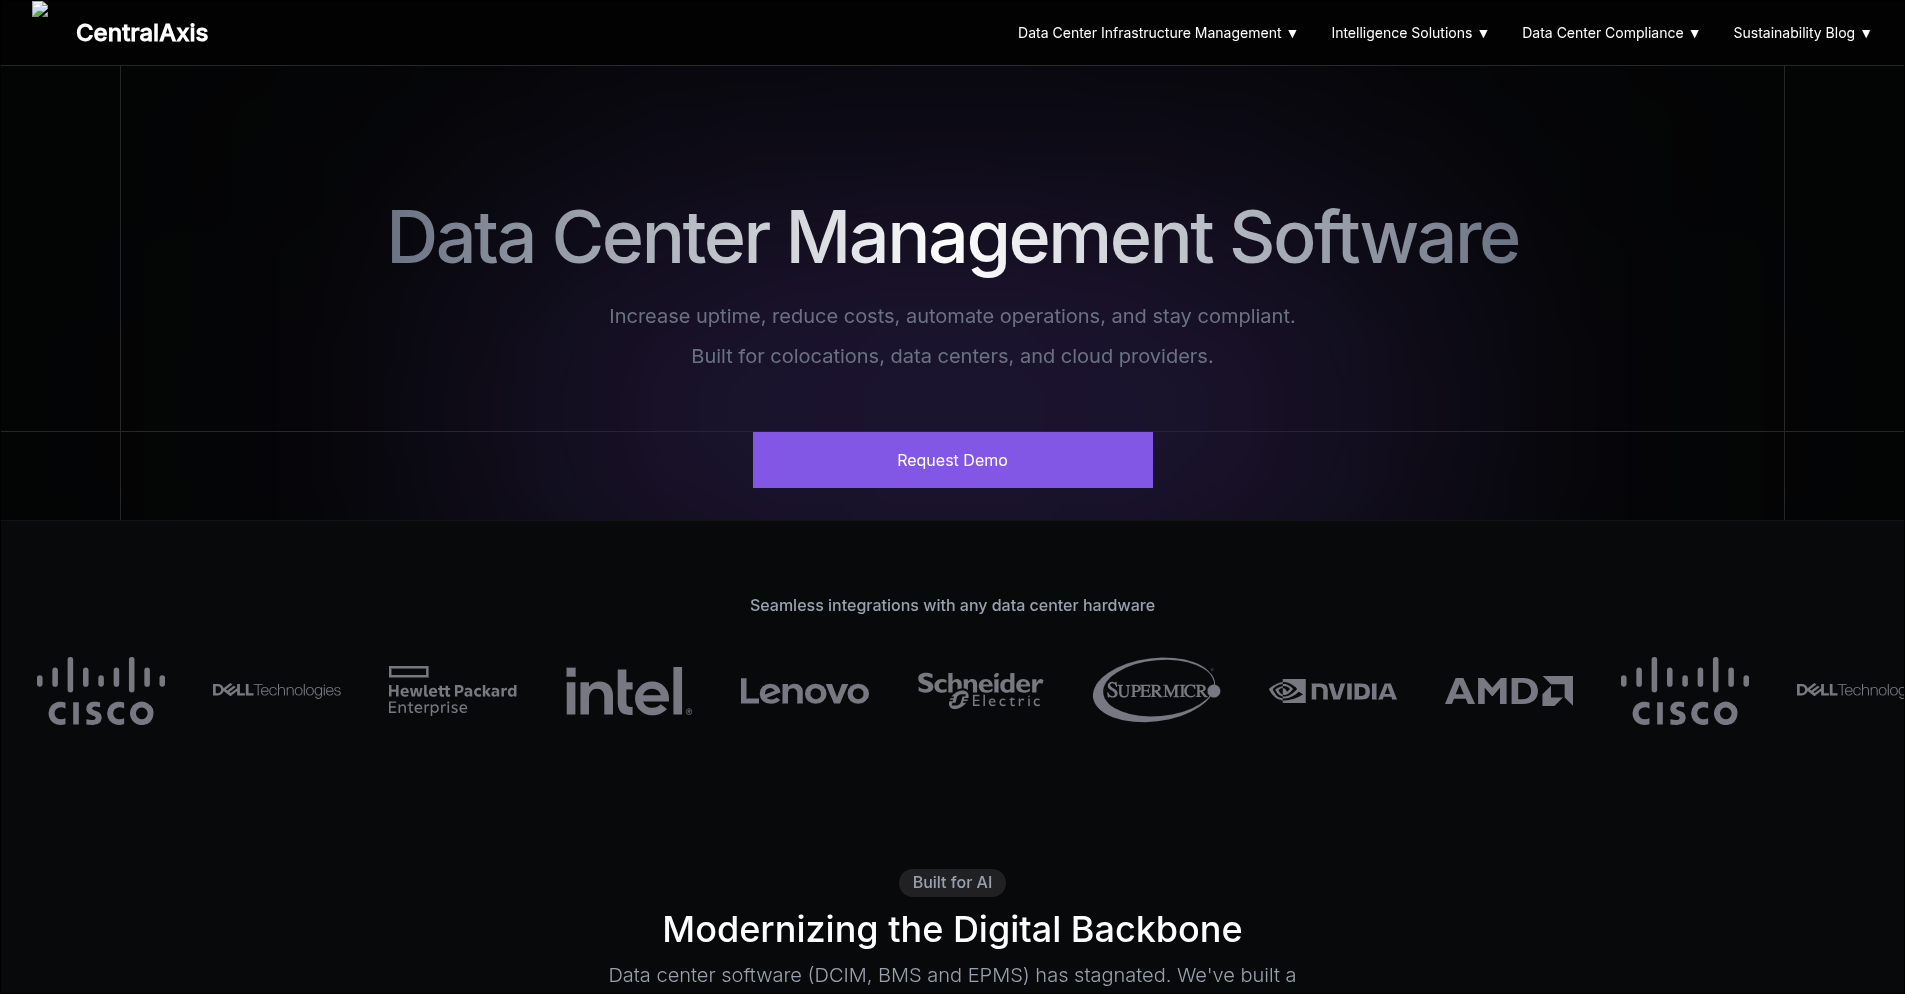 CentralAxis
Data Center Infrastructure Management ▼
Intelligence Solutions ▼
Data Center Compliance ▼
Sustainability Blog ▼
Data Center Management Software
Increase uptime, reduce costs, automate operations, and stay compliant.
Built for colocations, data centers, and cloud providers.
Request Demo
Seamless integrations with any data center hardware
CISCO
DELLTechnologies
Hewlett Packard
Enterprise
intel®
Lenovo
Schneider
Electric
SUPERMICRO
NVIDIA
AMD
CISCO
DELLTechnolog
Built for AI
Modernizing the Digital Backbone
Data center software (DCIM, BMS and EPMS) has stagnated. We've built a